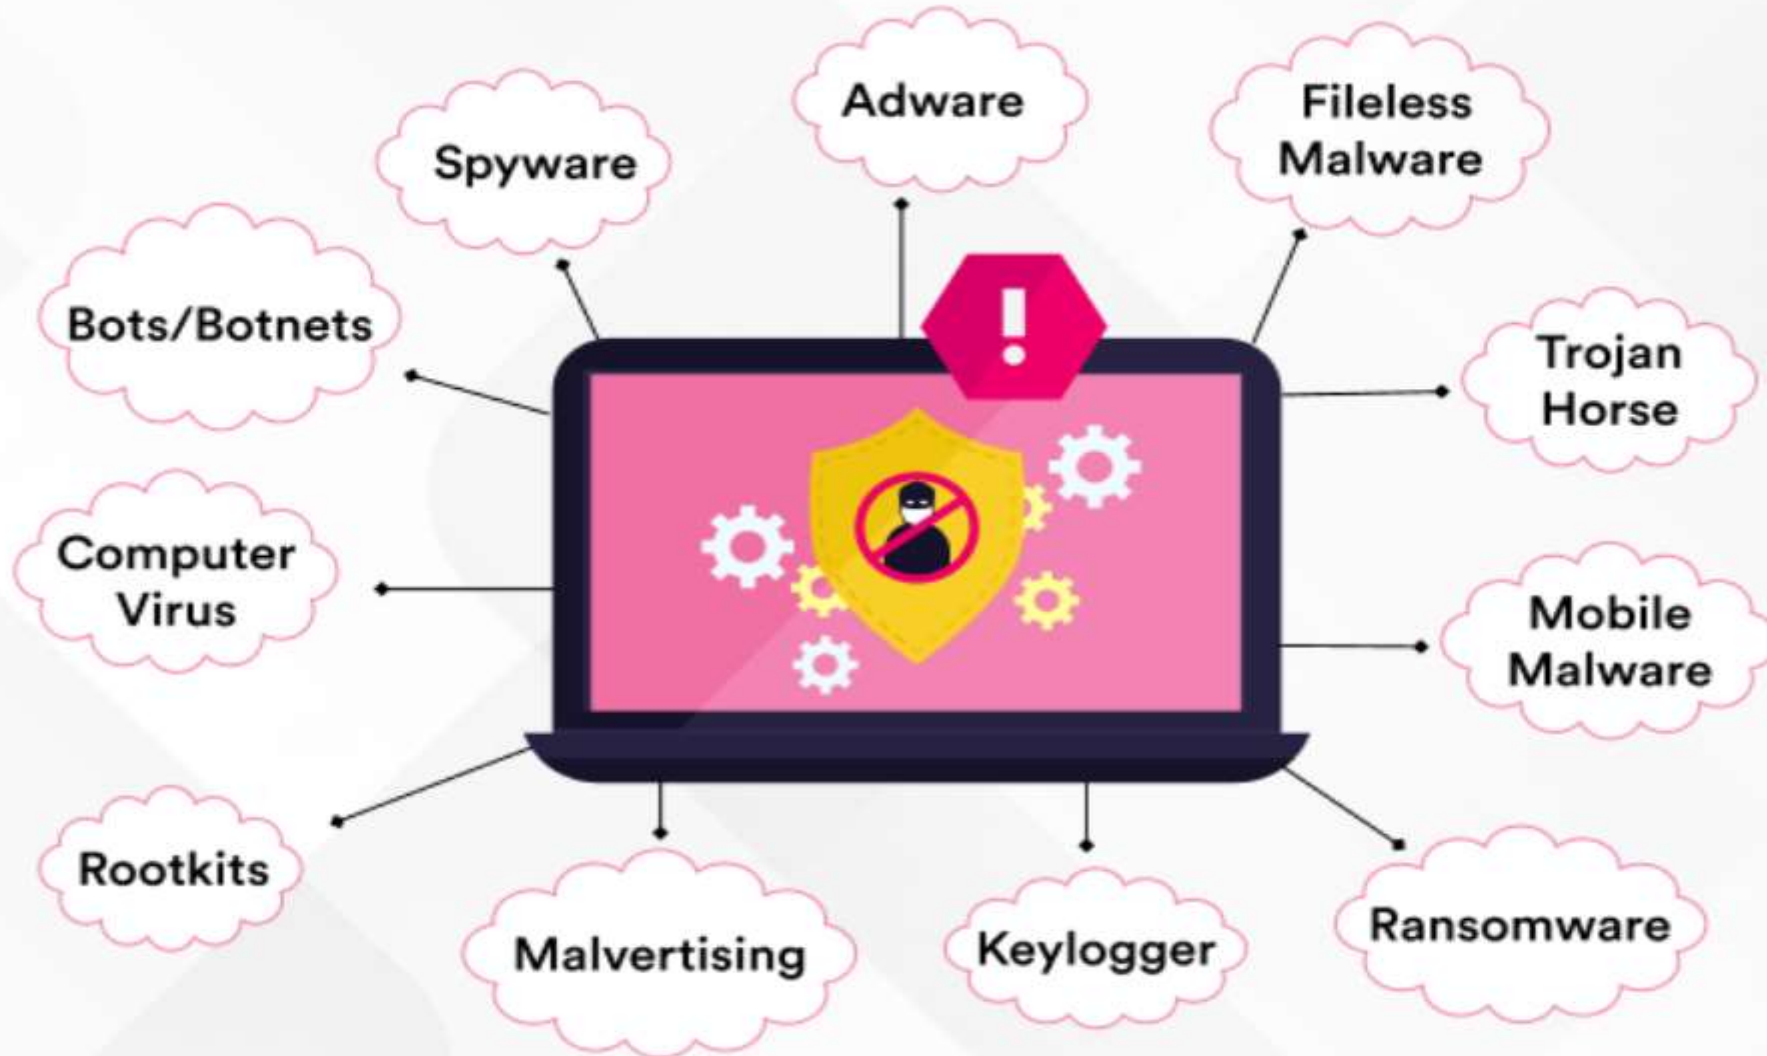 Adware
Fileless
Malware
Spyware
Bots/Botnets
Trojan
Horse
Computer
Virus
Mobile
Malware
Rootkits
Malvertising
Keylogger
Ransomware
!